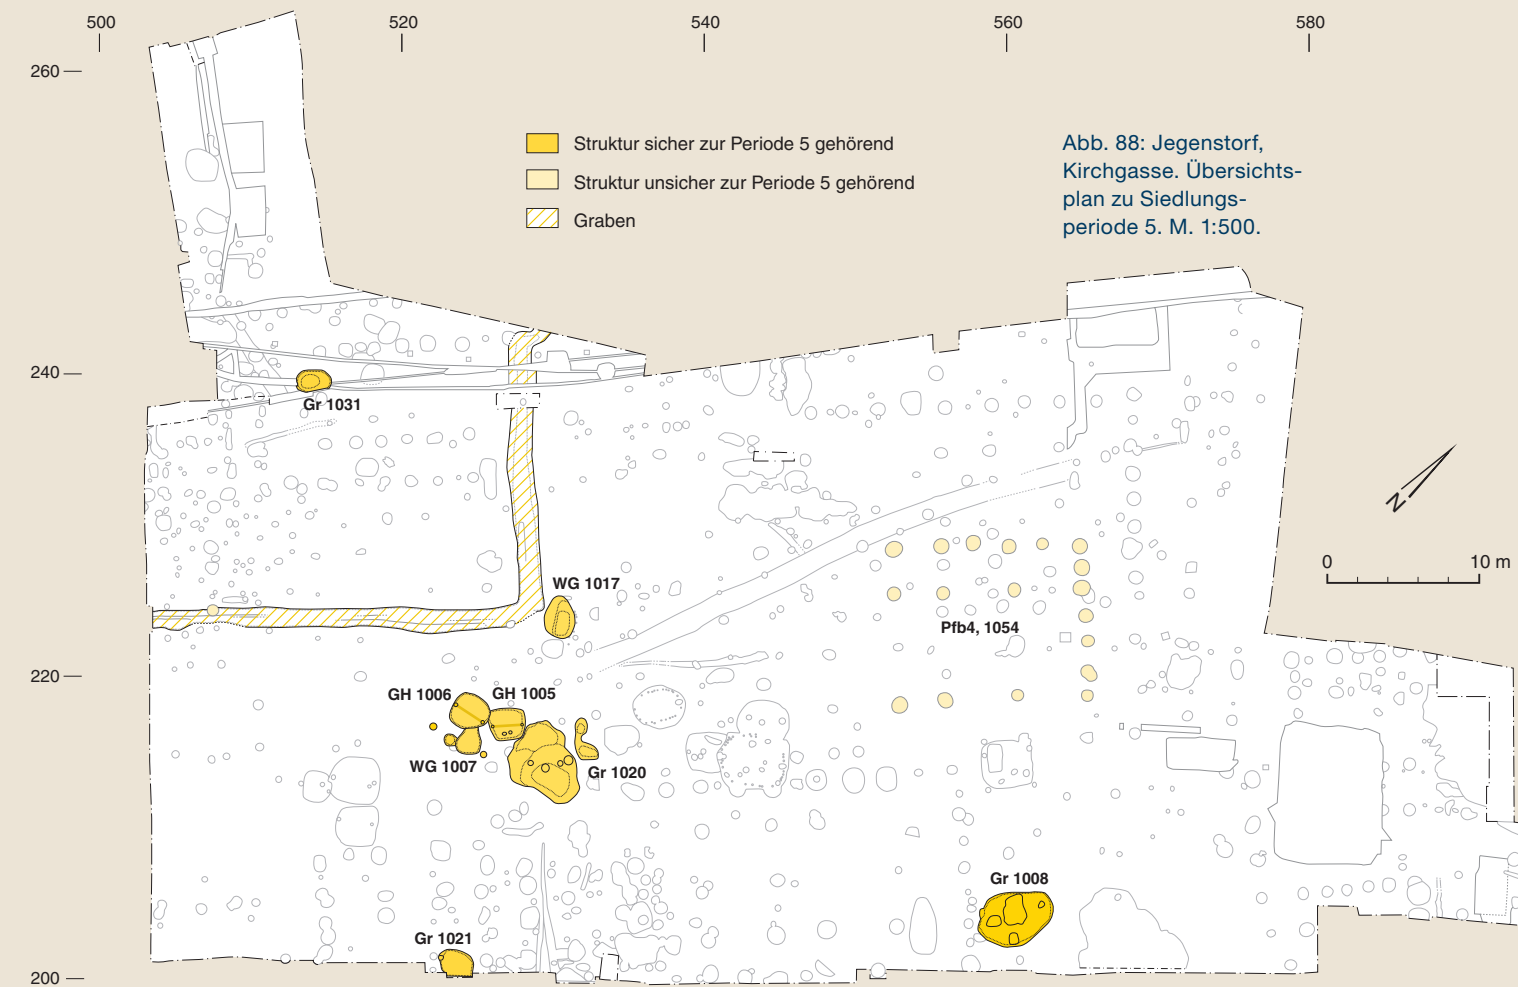 500
520
540
560
580
260
240
220
200
Struktur sicher zur Periode 5 gehörend
Struktur unsicher zur Periode 5 gehörend
Graben
Abb. 88: Jegenstorf,
Kirchgasse. Übersichts-
plan zu Siedlungs-
periode 5. M. 1:500.
Gr 1031
N
0 10 m
WG 1017
Pfb4, 1054
GH 1006
GH 1005
WG 1007
Gr 1020
Gr 1008
Gr 1021